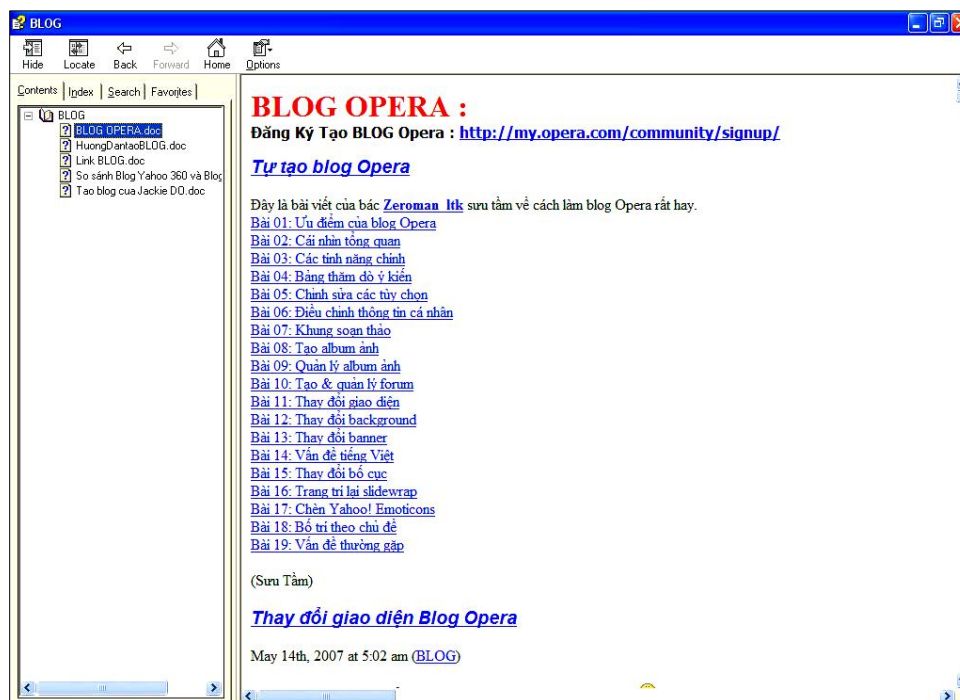 BLOG
Hide Locate Back Forward Home Options
Contents Index Search Favorites
BLOG
BLOG OPERA.doc
HuongDantaoBLOG.doc
Link BLOG.doc
So sánh Blog Yahoo 360 và Blog
Tao blog cua Jackie DO.doc
BLOG OPERA :
Đăng Ký Tạo BLOG Opera : http://my.opera.com/community/signup/
Tự tạo blog Opera
Đây là bài viết của bác Zeroman_ltk sưu tầm về cách làm blog Opera rất hay.
Bài 01: Ưu điểm của blog Opera
Bài 02: Cái nhìn tổng quan
Bài 03: Các tính năng chính
Bài 04: Bảng thăm dò ý kiến
Bài 05: Chỉnh sửa các tùy chọn
Bài 06: Điều chỉnh thông tin cá nhân
Bài 07: Khung soạn thảo
Bài 08: Tạo album ảnh
Bài 09: Quản lý album ảnh
Bài 10: Tạo & quản lý forum
Bài 11: Thay đổi giao diện
Bài 12: Thay đổi background
Bài 13: Thay đổi banner
Bài 14: Vấn đề tiếng Việt
Bài 15: Thay đổi bố cục
Bài 16: Trang trí lại slidewrap
Bài 17: Chèn Yahoo! Emoticons
Bài 18: Bố trí theo chủ đề
Bài 19: Vấn đề thường gặp
(Sưu Tầm)
Thay đổi giao diện Blog Opera
May 14th, 2007 at 5:02 am (BLOG)